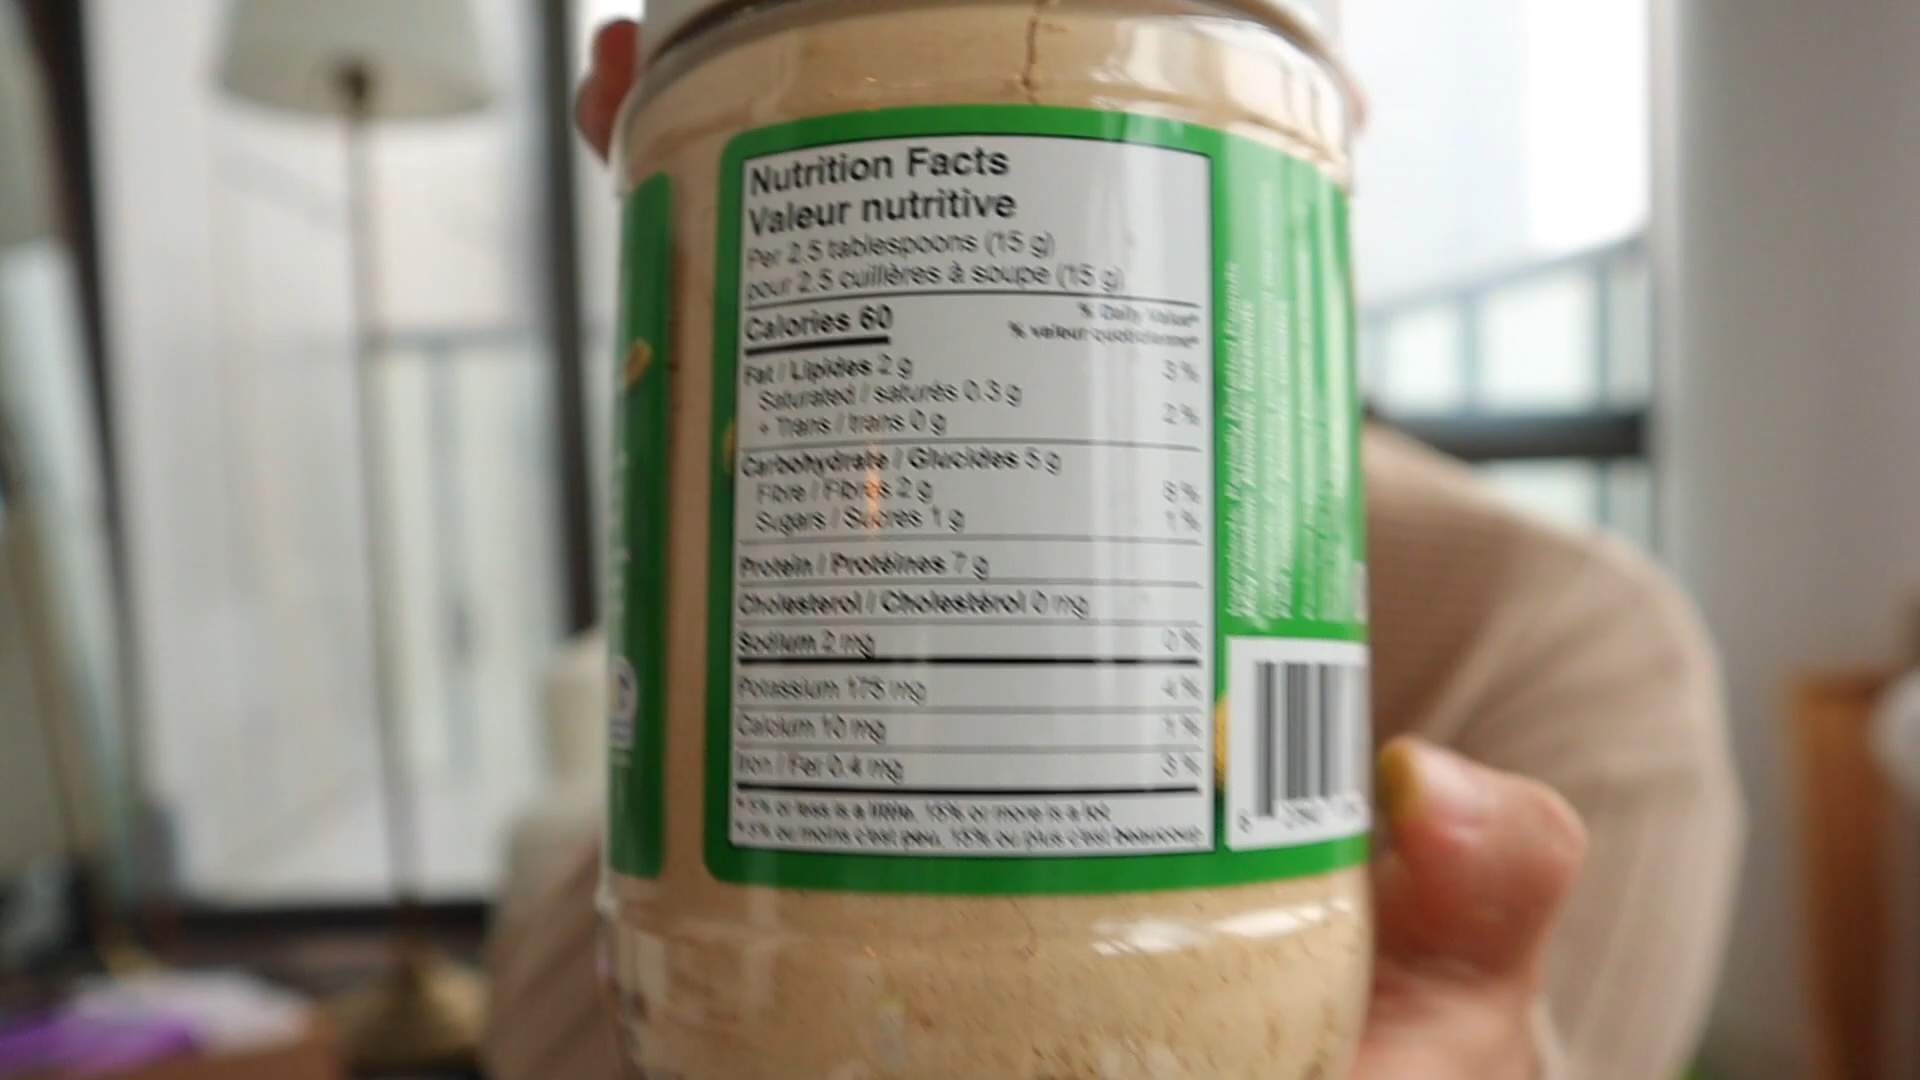 Nutrition Facts
Valeur nutritive
Per 2.5 tablespoons (15 g)
pour 2.5 cuillères à soupe (15 g)
Calories 60
% Daily Value*
% valeur quotidienne*
Fat / Lipides 2 g 3 %
Saturated / saturés 0.3 g
+ Trans / trans 0 g 2 %
Carbohydrate / Glucides 5 g
Fibre / Fibres 2 g 8 %
Sugars / Sucres 1 g 1 %
Protein / Protéines 7 g
Cholesterol / Cholestérol 0 mg
Sodium 2 mg 0 %
Potassium 175 mg 4 %
Calcium 10 mg 1 %
Iron / Fer 0.4 mg 3 %
* 5% or less is a little, 15% or more is a lot
* 5% ou moins c'est peu, 15% ou plus c'est beaucoup